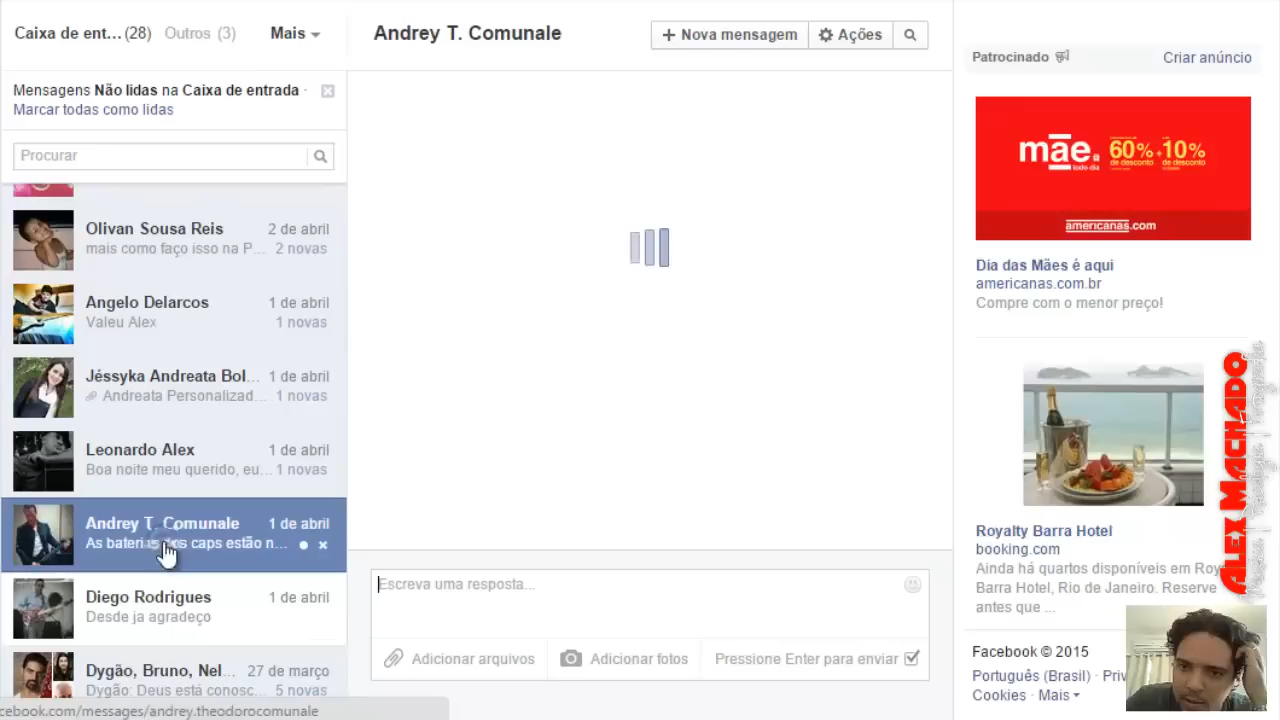 Caixa de ent... (28) Outros (3) Mais
Mensagens Não lidas na Caixa de entrada ·
Marcar todas como lidas
Procurar
Olivan Sousa Reis 2 de abril
mais como faço isso na P... 2 novas
Angelo Delarcos 1 de abril
Valeu Alex 1 novas
Jéssyka Andreata Bol... 1 de abril
Andreata Personalizad... 1 novas
Leonardo Alex 1 de abril
Boa noite meu querido, eu... 1 novas
Andrey T. Comunale 1 de abril
As bateri caps estão n...
Diego Rodrigues 1 de abril
Desde ja agradeço
Dygão, Bruno, Nel... 27 de março
Dygão: Deus está conosc... 5 novas
cebook.com/messages/andrey.theodorocomunale
Andrey T. Comunale
+ Nova mensagem Ações
Escreva uma resposta...
Adicionar arquivos Adicionar fotos Pressione Enter para enviar
Patrocinado Criar anúncio
mãe.
todo dia
60% +10%
de desconto de desconto
americanas.com
Dia das Mães é aqui
americanas.com.br
Compre com o menor preço!
Royalty Barra Hotel
booking.com
Ainda há quartos disponíveis em Roy
Barra Hotel, Rio de Janeiro. Reserve
antes que ...
Facebook © 2015
Português (Brasil) · Priv
Cookies · Mais
Alex Machado